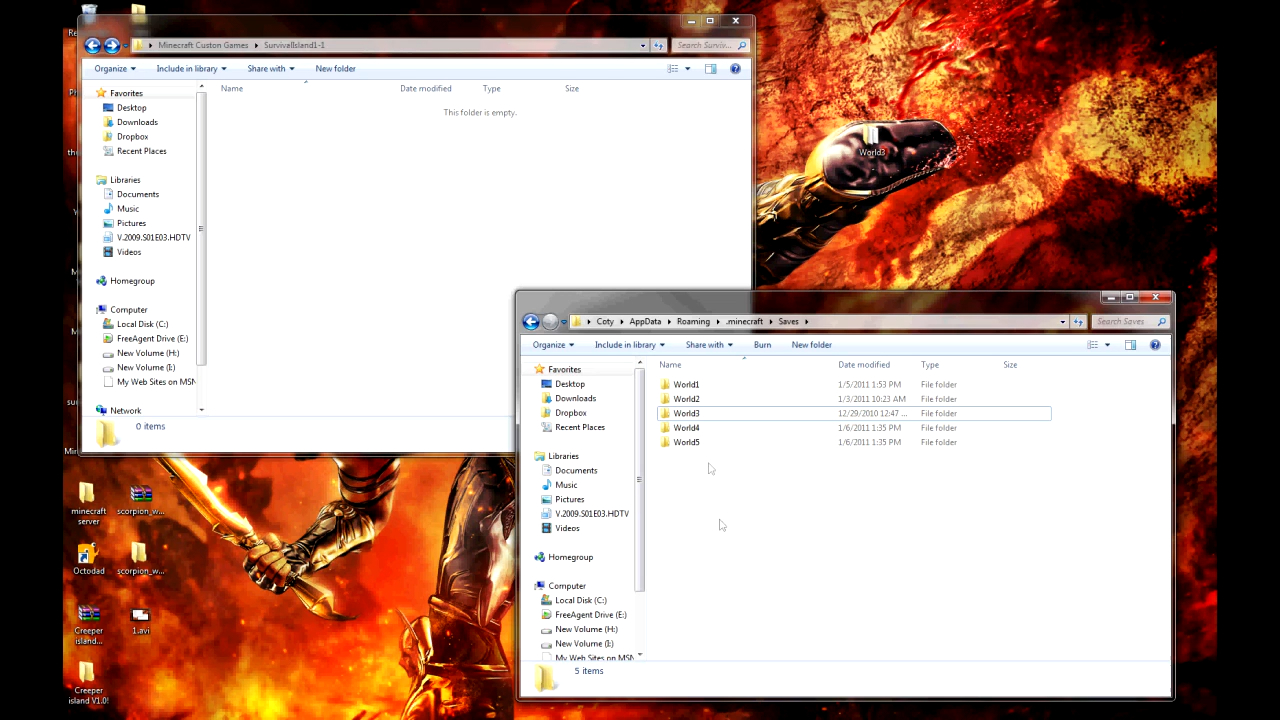 Minecraft Custon Games
SurvivalIsland1-1
Search Surviv...
Organize
Include in library
Share with
New folder
Name
Date modified
Type
Size
This folder is empty.
Favorites
Desktop
Downloads
Dropbox
Recent Places
Libraries
Documents
Music
Pictures
V.2009.S01E03.HDTV
Videos
Homegroup
Computer
Local Disk (C:)
FreeAgent Drive (E:)
New Volume (H:)
New Volume (I:)
My Web Sites on MSN
Network
0 items
World3
Coty
AppData
Roaming
.minecraft
Saves
Search Saves
Organize
Include in library
Share with
Burn
New folder
Name
Date modified
Type
Size
World1
1/5/2011 1:53 PM
File folder
World2
1/3/2011 10:23 AM
File folder
World3
12/29/2010 12:47 ...
File folder
World4
1/6/2011 1:35 PM
File folder
World5
1/6/2011 1:35 PM
File folder
Favorites
Desktop
Downloads
Dropbox
Recent Places
Libraries
Documents
Music
Pictures
V.2009.S01E03.HDTV
Videos
Homegroup
Computer
Local Disk (C:)
FreeAgent Drive (E:)
New Volume (H:)
New Volume (I:)
My Web Sites on MSN
5 items
minecraft
server
scorpion_w...
Octodad
scorpion_w...
Creeper
island...
1.avi
Creeper
island V1.0